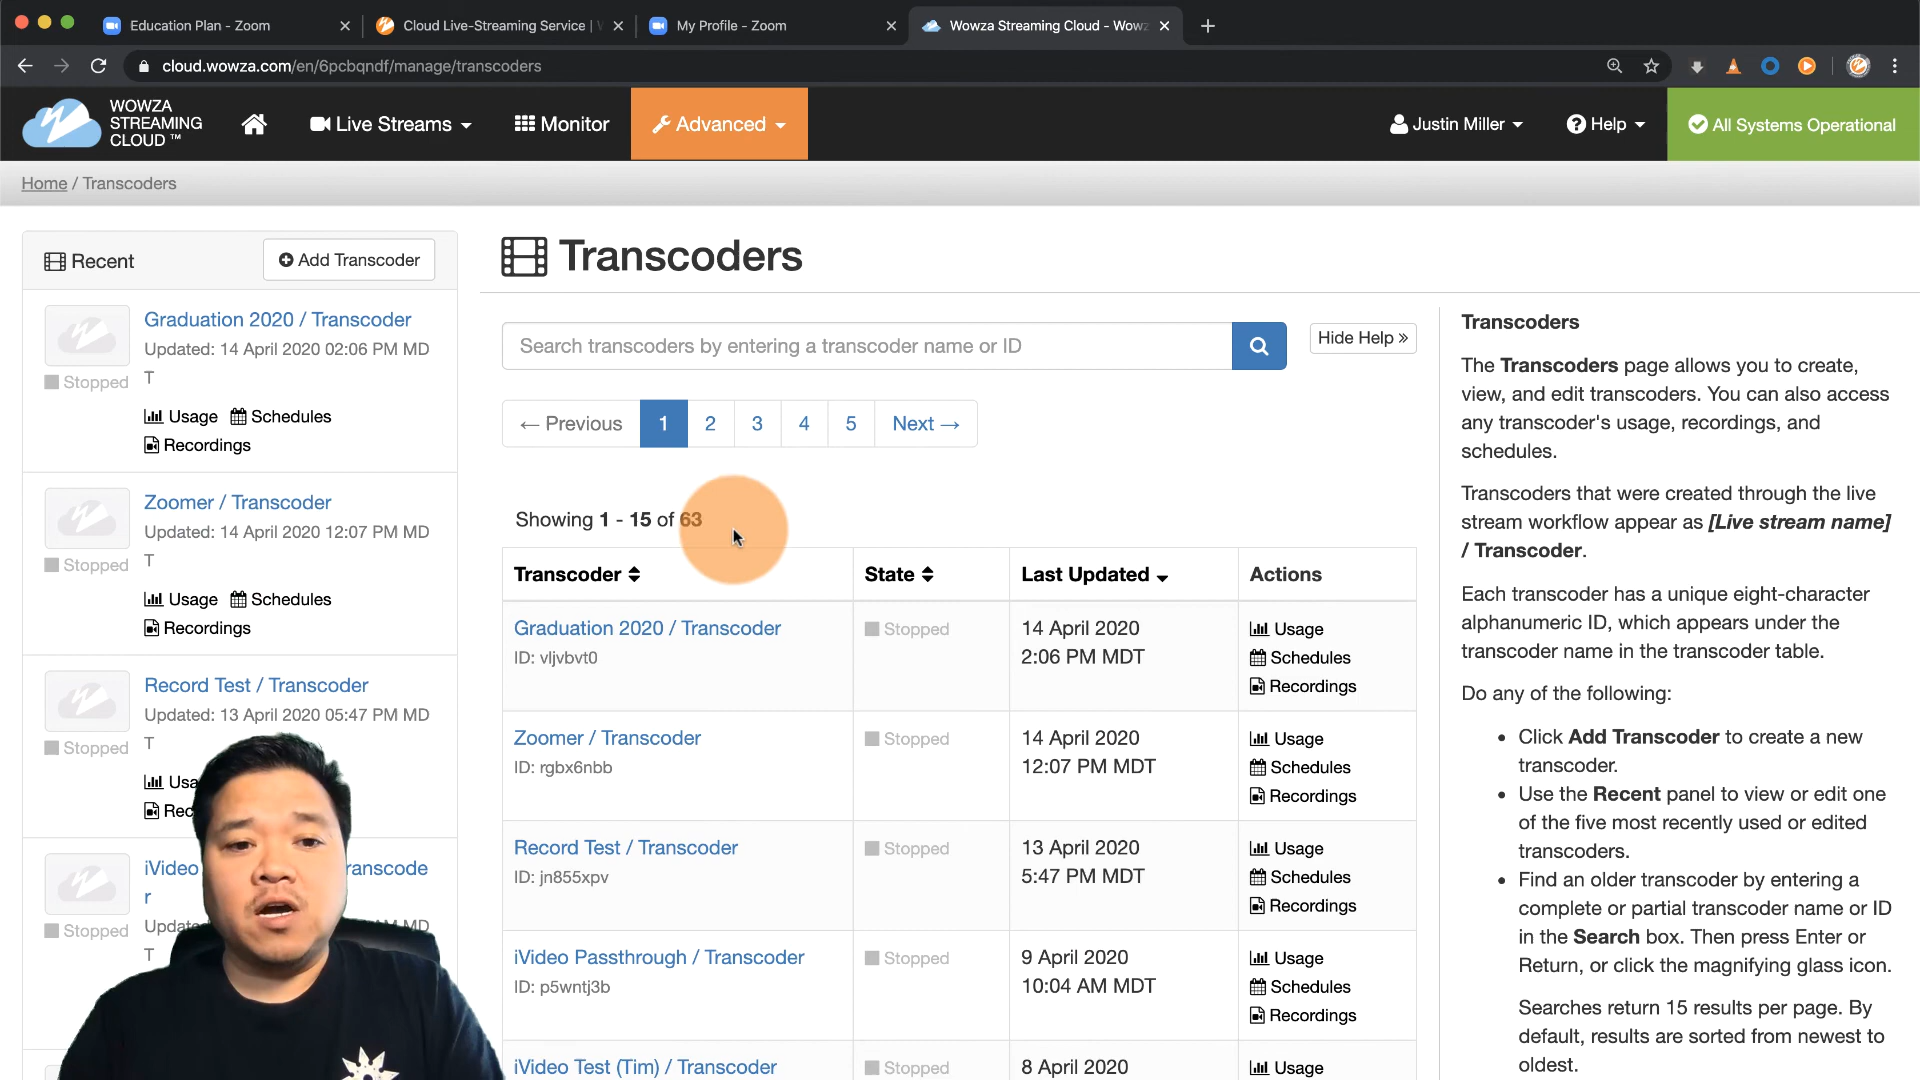 Education Plan - Zoom
Cloud Live-Streaming Service |
My Profile - Zoom
Wowza Streaming Cloud - Wowz
cloud.wowza.com/en/6pcbqndf/manage/transcoders
WOWZA
STREAMING
CLOUD ™
Live Streams
Monitor
Advanced
Justin Miller
Help
All Systems Operational
Home / Transcoders
Recent
Add Transcoder
Graduation 2020 / Transcoder
Updated: 14 April 2020 02:06 PM MD
T
Stopped
Usage Schedules
Recordings
Zoomer / Transcoder
Updated: 14 April 2020 12:07 PM MD
T
Stopped
Usage Schedules
Recordings
Record Test / Transcoder
Updated: 13 April 2020 05:47 PM MD
T
Stopped
Usa
Rec
iVideo ranscode
r
Update AM MD
T
Stopped
Transcoders
Search transcoders by entering a transcoder name or ID
Hide Help »
← Previous 1 2 3 4 5 Next →
Showing 1 - 15 of 63
Transcoder State Last Updated Actions
Graduation 2020 / Transcoder
ID: vljvbvt0
Stopped
14 April 2020
2:06 PM MDT
Usage
Schedules
Recordings
Zoomer / Transcoder
ID: rgbx6nbb
Stopped
14 April 2020
12:07 PM MDT
Usage
Schedules
Recordings
Record Test / Transcoder
ID: jn855xpv
Stopped
13 April 2020
5:47 PM MDT
Usage
Schedules
Recordings
iVideo Passthrough / Transcoder
ID: p5wntj3b
Stopped
9 April 2020
10:04 AM MDT
Usage
Schedules
Recordings
iVideo Test (Tim) / Transcoder
Stopped
8 April 2020
Usage
Transcoders
The Transcoders page allows you to create,
view, and edit transcoders. You can also access
any transcoder's usage, recordings, and
schedules.
Transcoders that were created through the live
stream workflow appear as [Live stream name]
/ Transcoder.
Each transcoder has a unique eight-character
alphanumeric ID, which appears under the
transcoder name in the transcoder table.
Do any of the following:
• Click Add Transcoder to create a new
transcoder.
• Use the Recent panel to view or edit one
of the five most recently used or edited
transcoders.
• Find an older transcoder by entering a
complete or partial transcoder name or ID
in the Search box. Then press Enter or
Return, or click the magnifying glass icon.
Searches return 15 results per page. By
default, results are sorted from newest to
oldest.